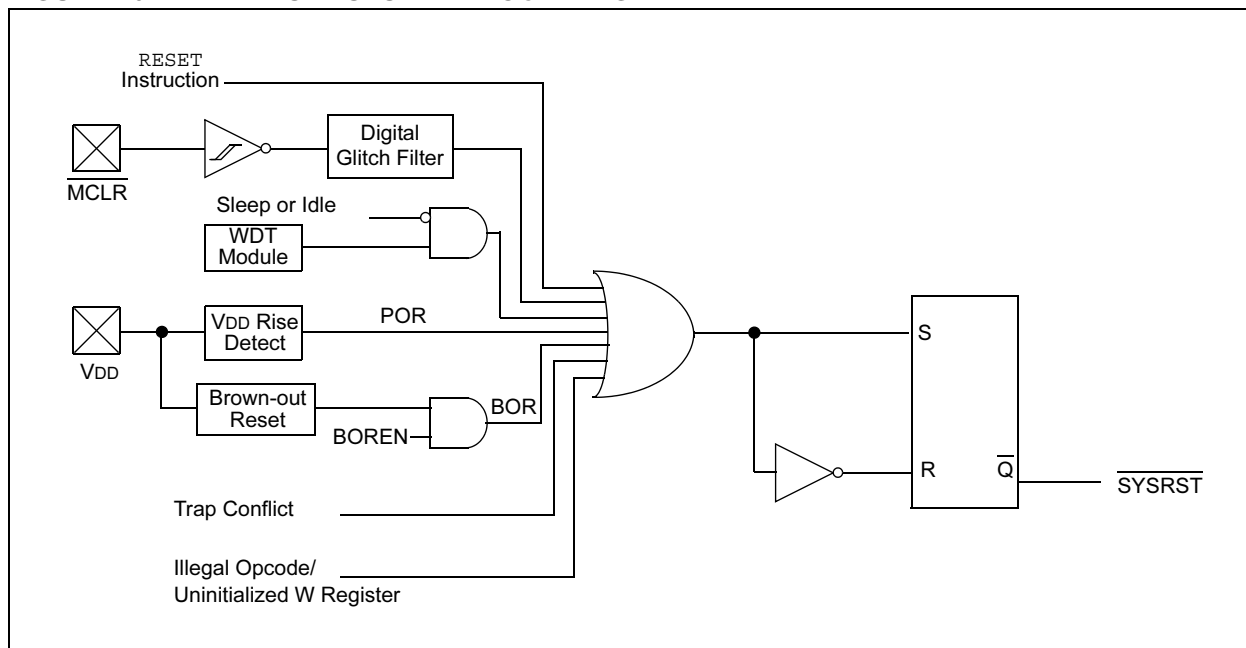 RESET
Instruction
Digital
Glitch Filter
MCLR
Sleep or Idle
WDT
Module
VDD Rise
Detect
POR
VDD
Brown-out
Reset
BOR
BOREN
S
R
Q
SYSRST
Trap Conflict
Illegal Opcode/
Uninitialized W Register